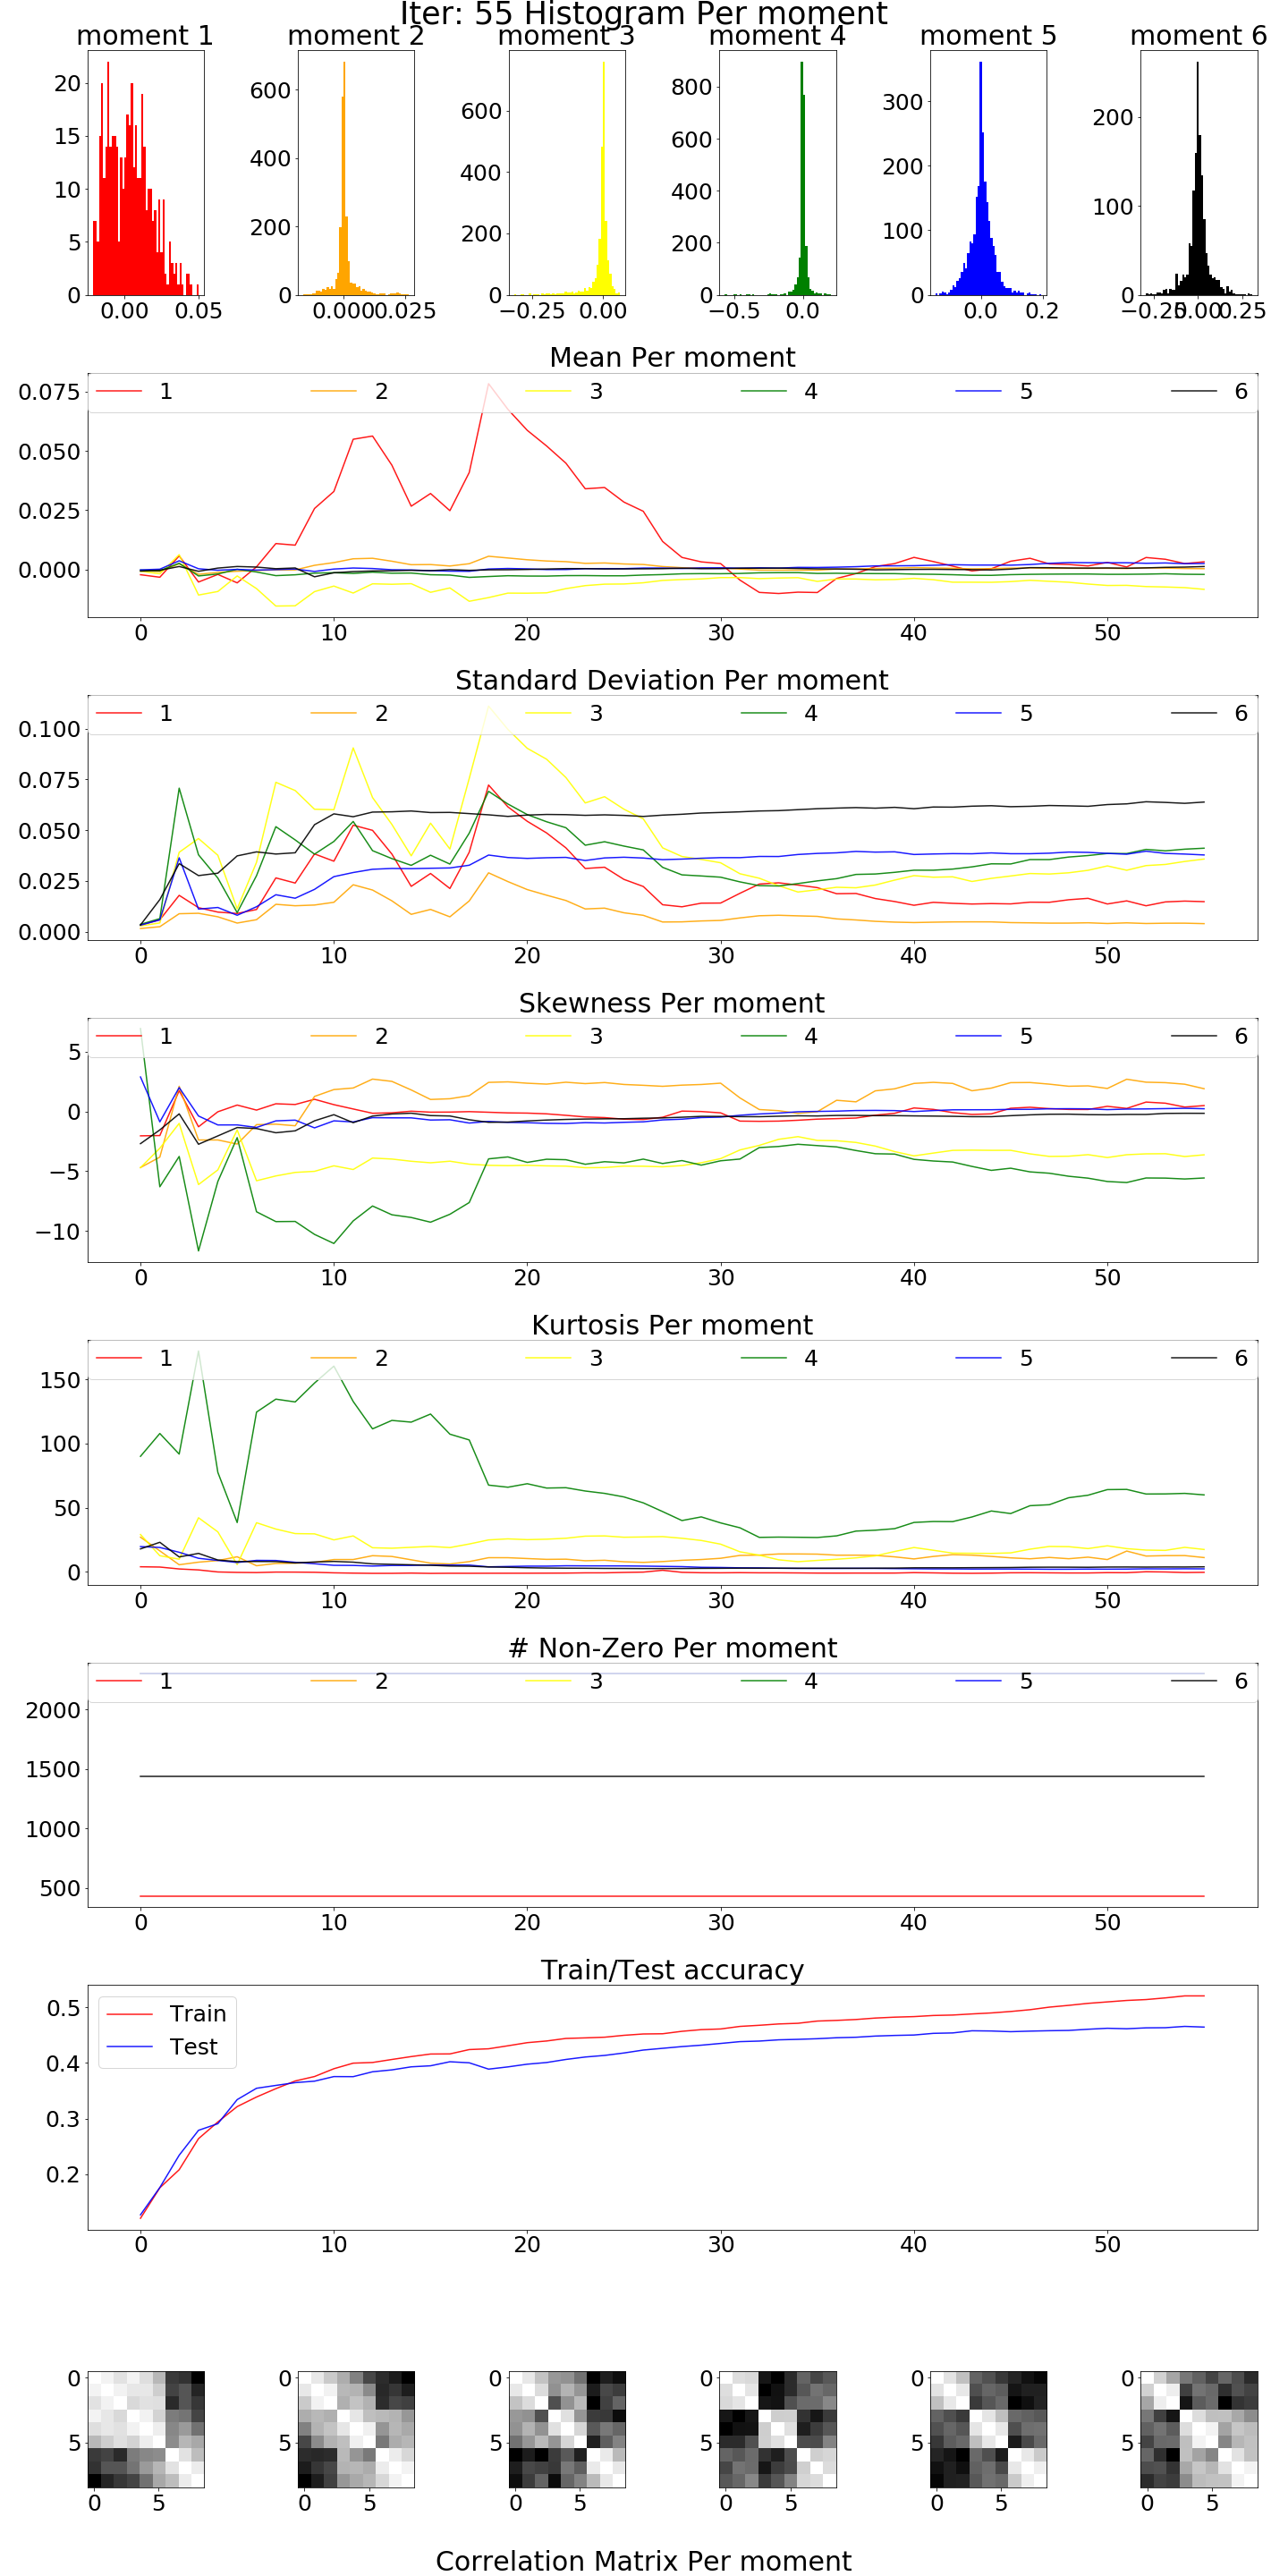 Iter: 55 Histogram Per moment
moment 1 moment 2 moment 3 moment 4 moment 5 moment 6
20
15
10
5
0
0.00 0.05
600
400
200
0
0.000 0.025
600
400
200
0
−0.25 0.00
800
600
400
200
0
−0.5 0.0
300
200
100
0
0.0 0.2
200
100
0
−0.25 0.00 0.25
Mean Per moment
1 2 3 4 5 6
0.075
0.050
0.025
0.000
0 10 20 30 40 50
Standard Deviation Per moment
1 2 3 4 5 6
0.100
0.075
0.050
0.025
0.000
0 10 20 30 40 50
Skewness Per moment
1 2 3 4 5 6
5
0
−5
−10
0 10 20 30 40 50
Kurtosis Per moment
1 2 3 4 5 6
150
100
50
0
0 10 20 30 40 50
# Non-Zero Per moment
1 2 3 4 5 6
2000
1500
1000
500
0 10 20 30 40 50
Train/Test accuracy
Train
Test
0.5
0.4
0.3
0.2
0 10 20 30 40 50
0 0 0 0 0 0
5 5 5 5 5 5
0 5 0 5 0 5 0 5 0 5 0 5
Correlation Matrix Per moment